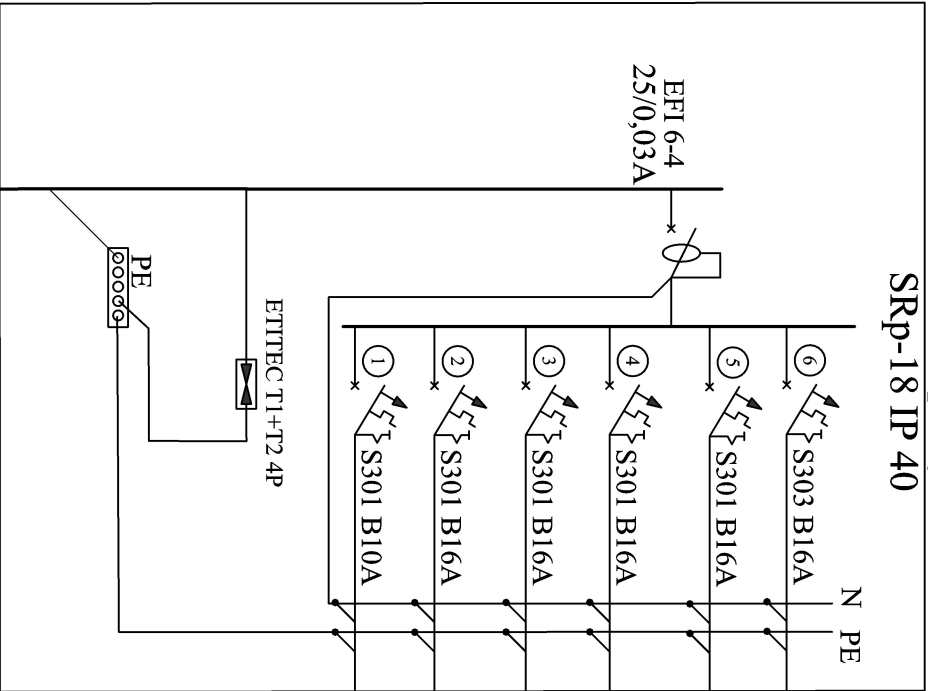 SRp-18 IP 40
EFI 6-4
25/0,03A
PE
ETITEC T1+T2 4P
1
2
3
4
5
6
S301 B10A
S301 B16A
S301 B16A
S301 B16A
S301 B16A
S303 B16A
N
PE